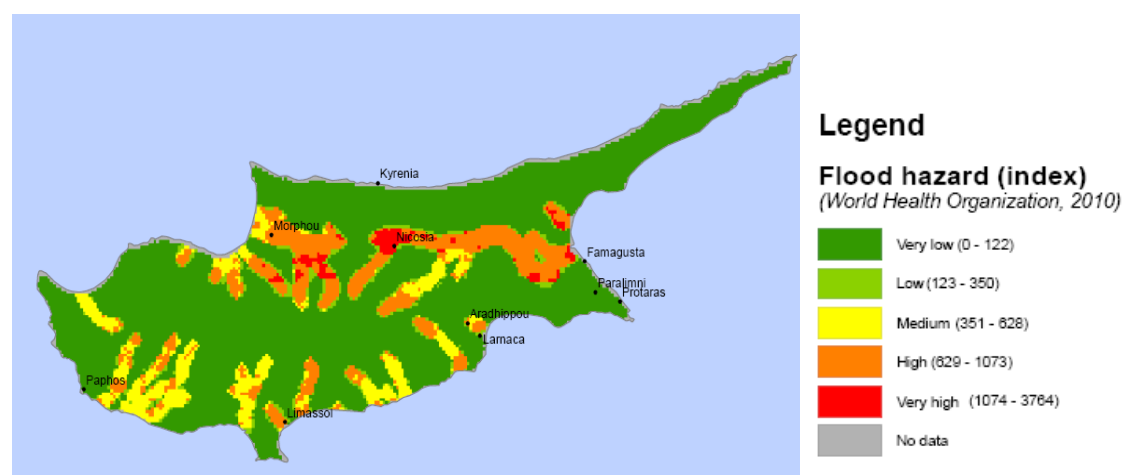 Kyrenia
Morphou
Nicosia
Famagusta
Paralimni
Protaras
Aradhippou
Larnaca
Paphos
Limassol
Legend
Flood hazard (index)
(World Health Organization, 2010)
Very low (0 - 122)
Low (123 - 350)
Medium (351 - 628)
High (629 - 1073)
Very high (1074 - 3764)
No data